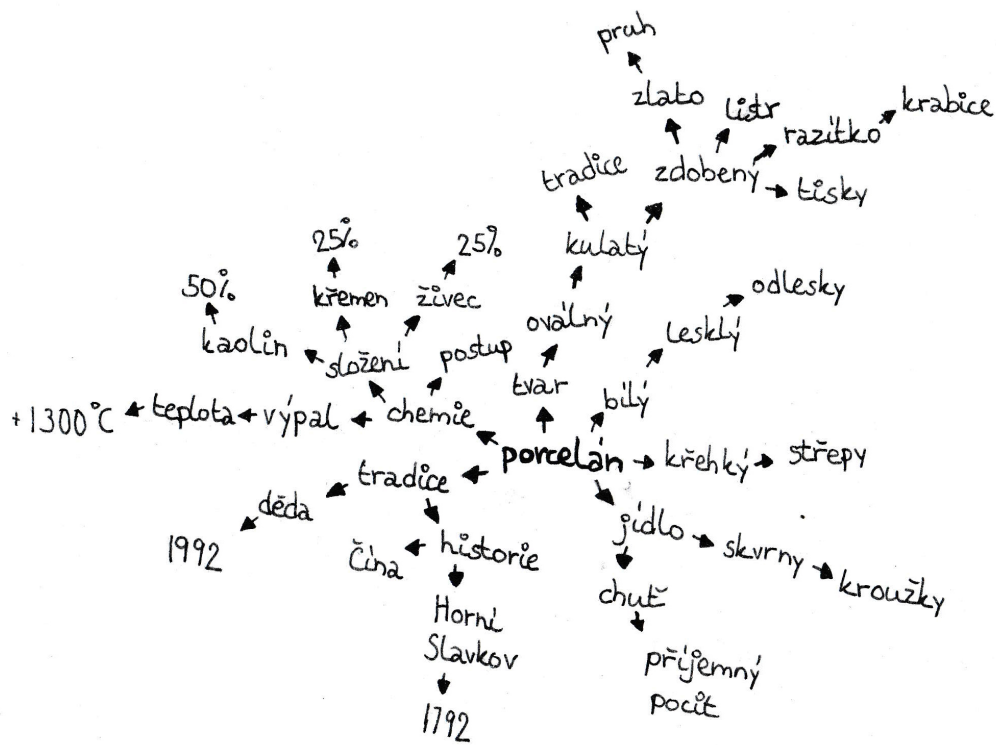 pruh
zlato
listr
krabice
razítko
tradice
zdobený
tisky
25%
25%
kulatý
50%
křemen
živec
odlesky
oválný
lesklý
kaolin
složení
postup
tvar
bílý
+1300°C
teplota
výpal
chemie
porcelán
křehký
střepy
tradice
děda
jídlo
skvrny
1992
Čína
historie
kroužky
chuť
Horní
Slavkov
příjemný
pocit
1792